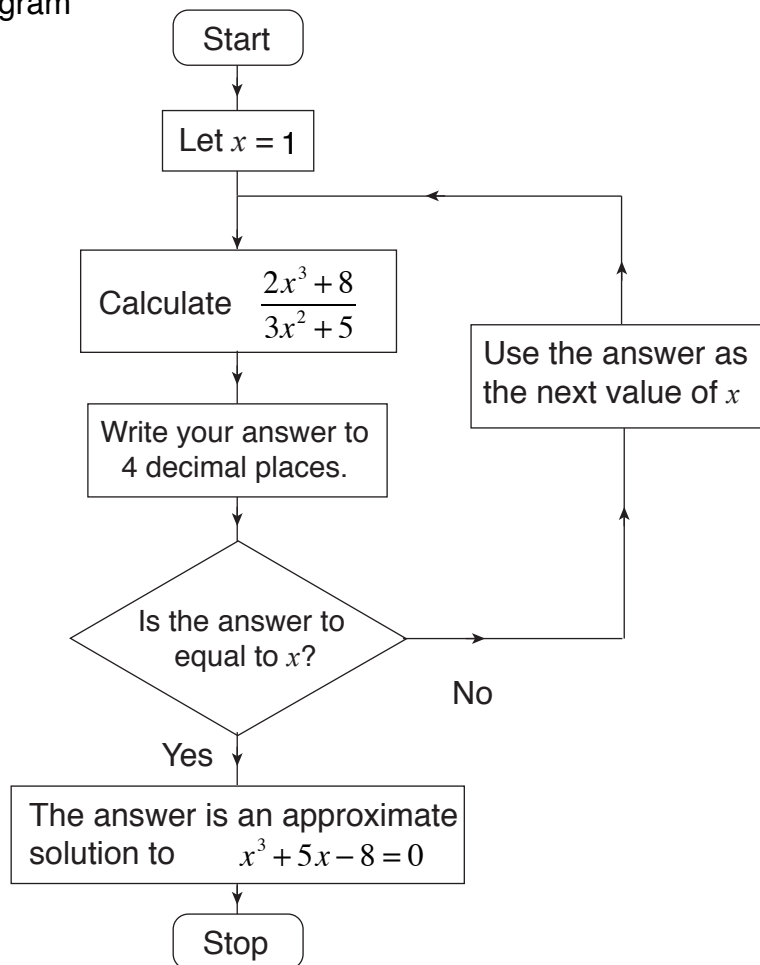 gram
Start
Let x = 1
Calculate (2x³ + 8)/(3x² + 5)
Write your answer to
4 decimal places.
Use the answer as
the next value of x
Is the answer to
equal to x?
No
Yes
The answer is an approximate
solution to x³ + 5x – 8 = 0
Stop